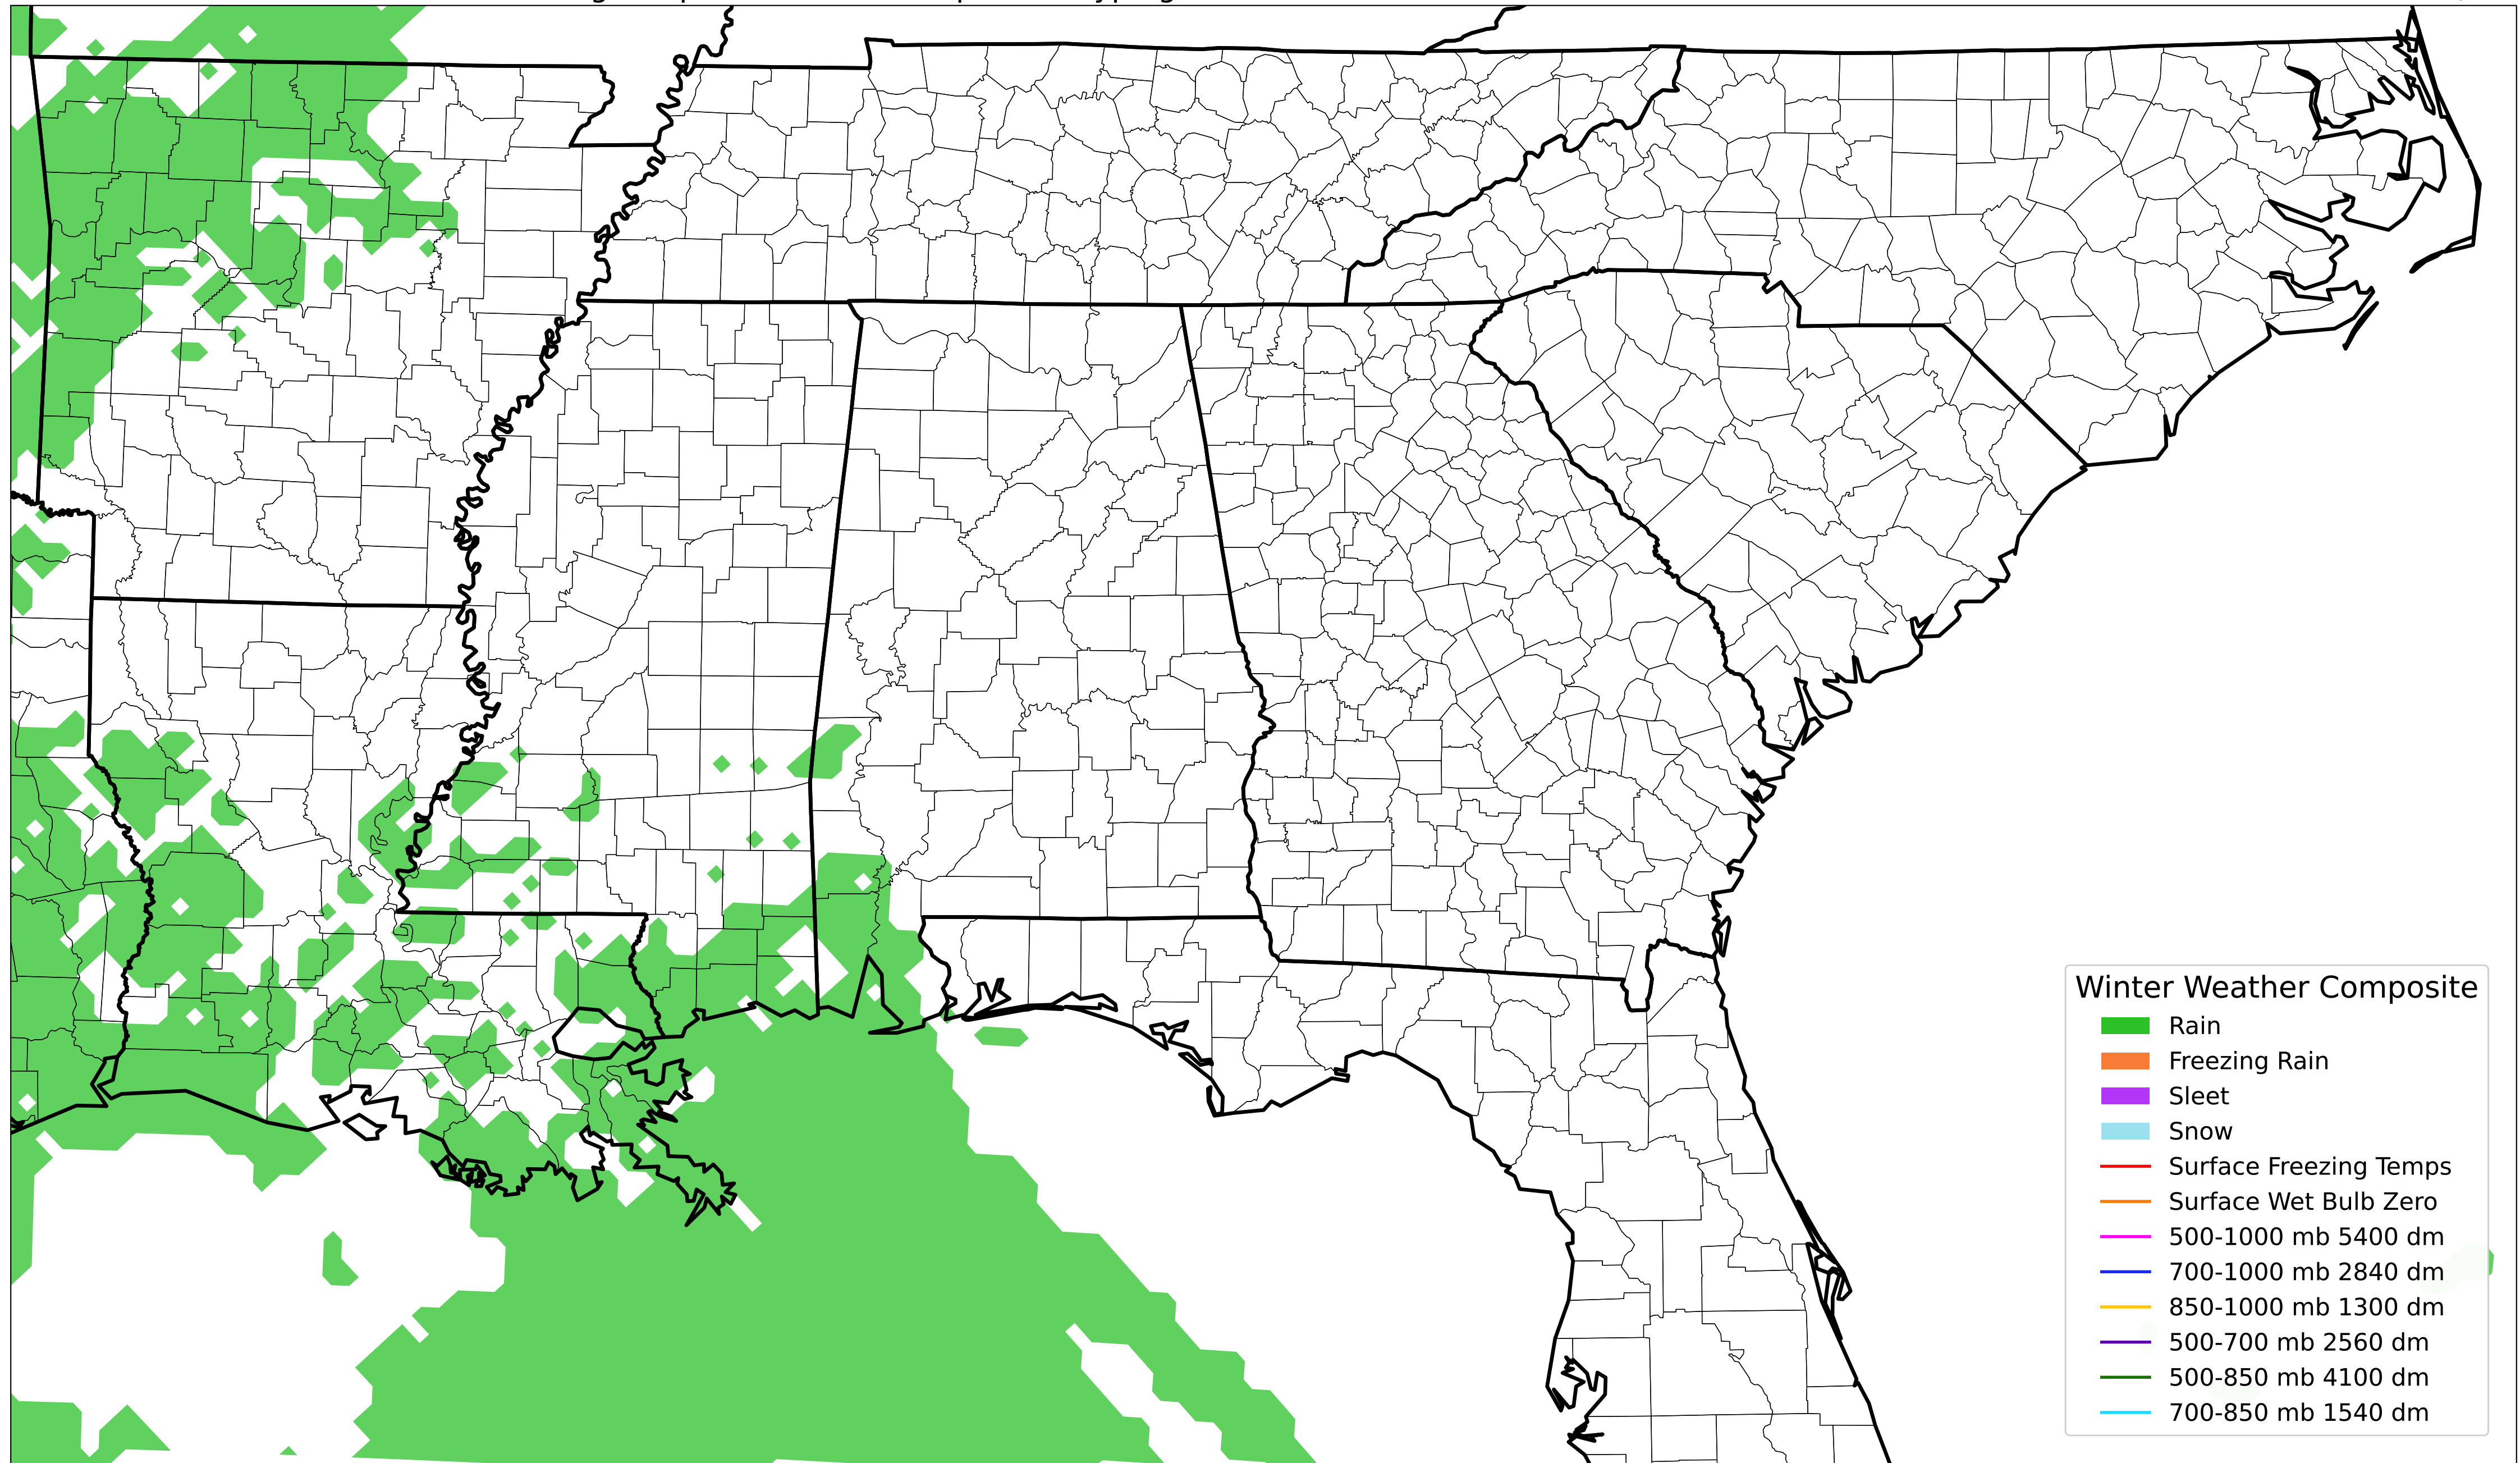 Winter Weather Composite
Rain
Freezing Rain
Sleet
Snow
Surface Freezing Temps
Surface Wet Bulb Zero
500-1000 mb 5400 dm
700-1000 mb 2840 dm
850-1000 mb 1300 dm
500-700 mb 2560 dm
500-850 mb 4100 dm
700-850 mb 1540 dm